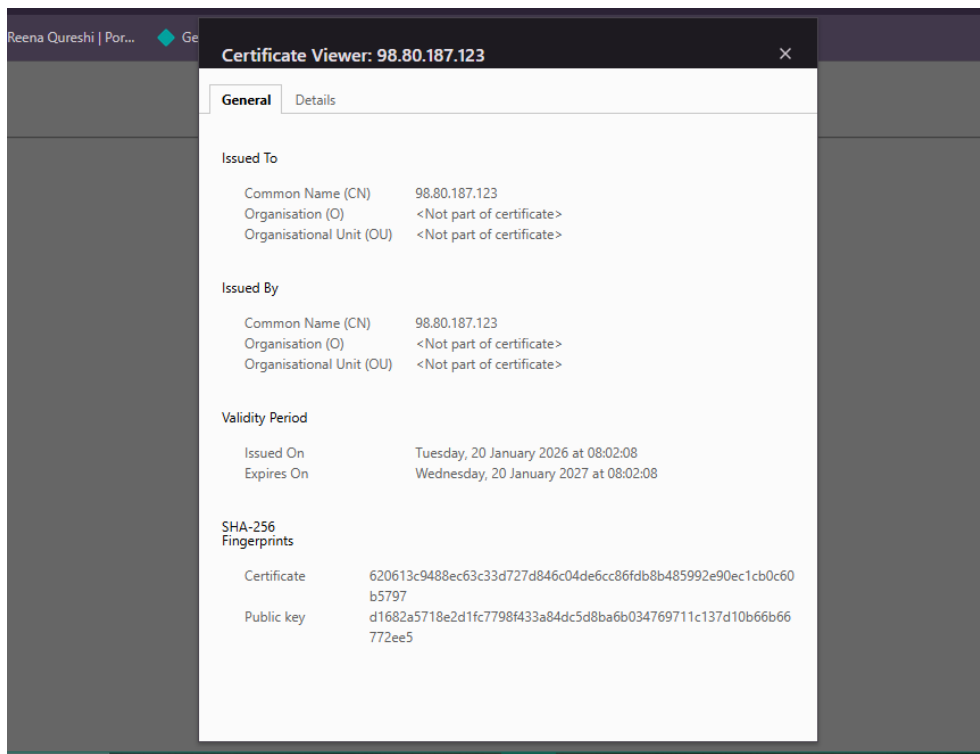 Reena Qureshi | Por...
Ge
Certificate Viewer: 98.80.187.123
General Details
Issued To
Common Name (CN) 98.80.187.123
Organisation (O) <Not part of certificate>
Organisational Unit (OU) <Not part of certificate>
Issued By
Common Name (CN) 98.80.187.123
Organisation (O) <Not part of certificate>
Organisational Unit (OU) <Not part of certificate>
Validity Period
Issued On Tuesday, 20 January 2026 at 08:02:08
Expires On Wednesday, 20 January 2027 at 08:02:08
SHA-256
Fingerprints
Certificate 620613c9488ec63c33d727d846c04de6cc86fdb8b485992e90ec1cb0c60
b5797
Public key d1682a5718e2d1fc7798f433a84dc5d8ba6b034769711c137d10b66b66
772ee5